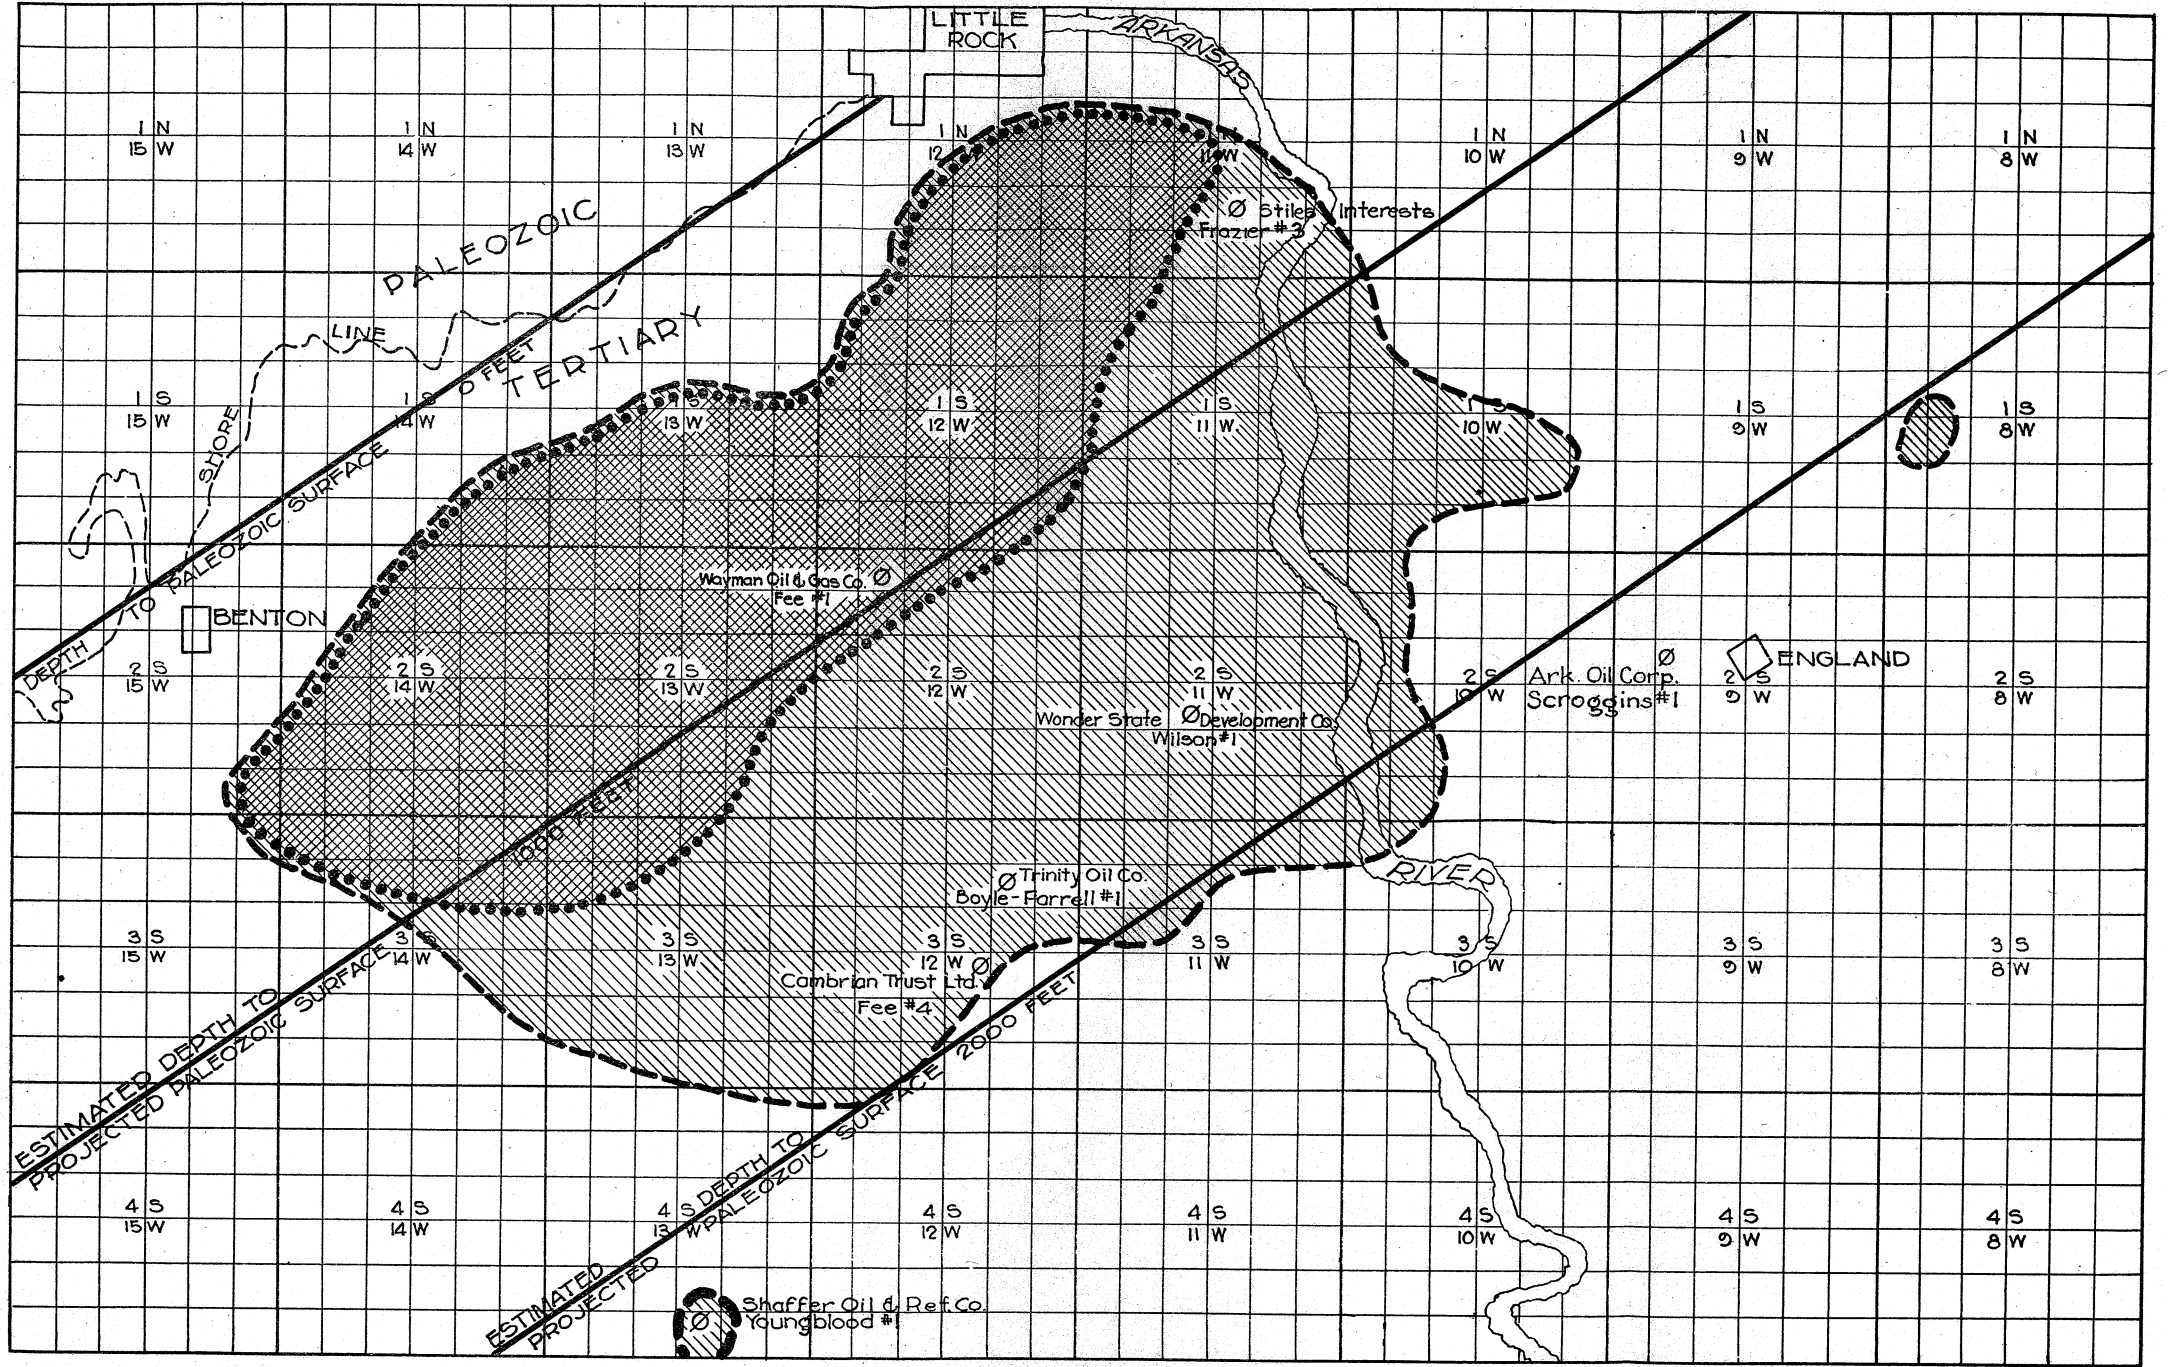 LITTLE
ROCK
ARKANSAS
1 N
15 W
1 N
14 W
1 N
13 W
1 N
12
11 W
1 N
10 W
1 N
9 W
1 N
8 W
PALEOZOIC
Stiles Interests
Frazier #3
LINE
SHORE
TERTIARY
DEPTH TO PALEOZOIC SURFACE 0 FEET
1 S
15 W
1 S
14 W
S
13 W
1 S
12 W
1 S
11 W.
S
10 W
1 S
9 W
1 S
8 W
Wayman Oil & Gas Co.
Fee #1
BENTON
2 S
15 W
2 S
14 W
2 S
13 W
2 S
12 W
2 S
11 W
2 S
10 W
2 S
9 W
2 S
8 W
ENGLAND
Ark. Oil Corp.
Scroggins #1
Wonder State Development Co.
Wilson #1
1000 FEET
Trinity Oil Co.
Boyle-Farrell #1
RIVER
3 S
15 W
3 S
14 W
3 S
13 W
3 S
12 W
3 S
11 W
3 S
10 W
3 S
9 W
3 S
8 W
Cambrian Trust Ltd.
Fee #4
ESTIMATED DEPTH TO
PROJECTED PALEOZOIC SURFACE
2000 FEET
4 S
15 W
4 S
14 W
4 S
13 W
4 S
12 W
4 S
11 W
4 S
10 W
4 S
9 W
4 S
8 W
ESTIMATED DEPTH TO
PROJECTED PALEOZOIC SURFACE
Shaffer Oil & Ref. Co.
Youngblood #1